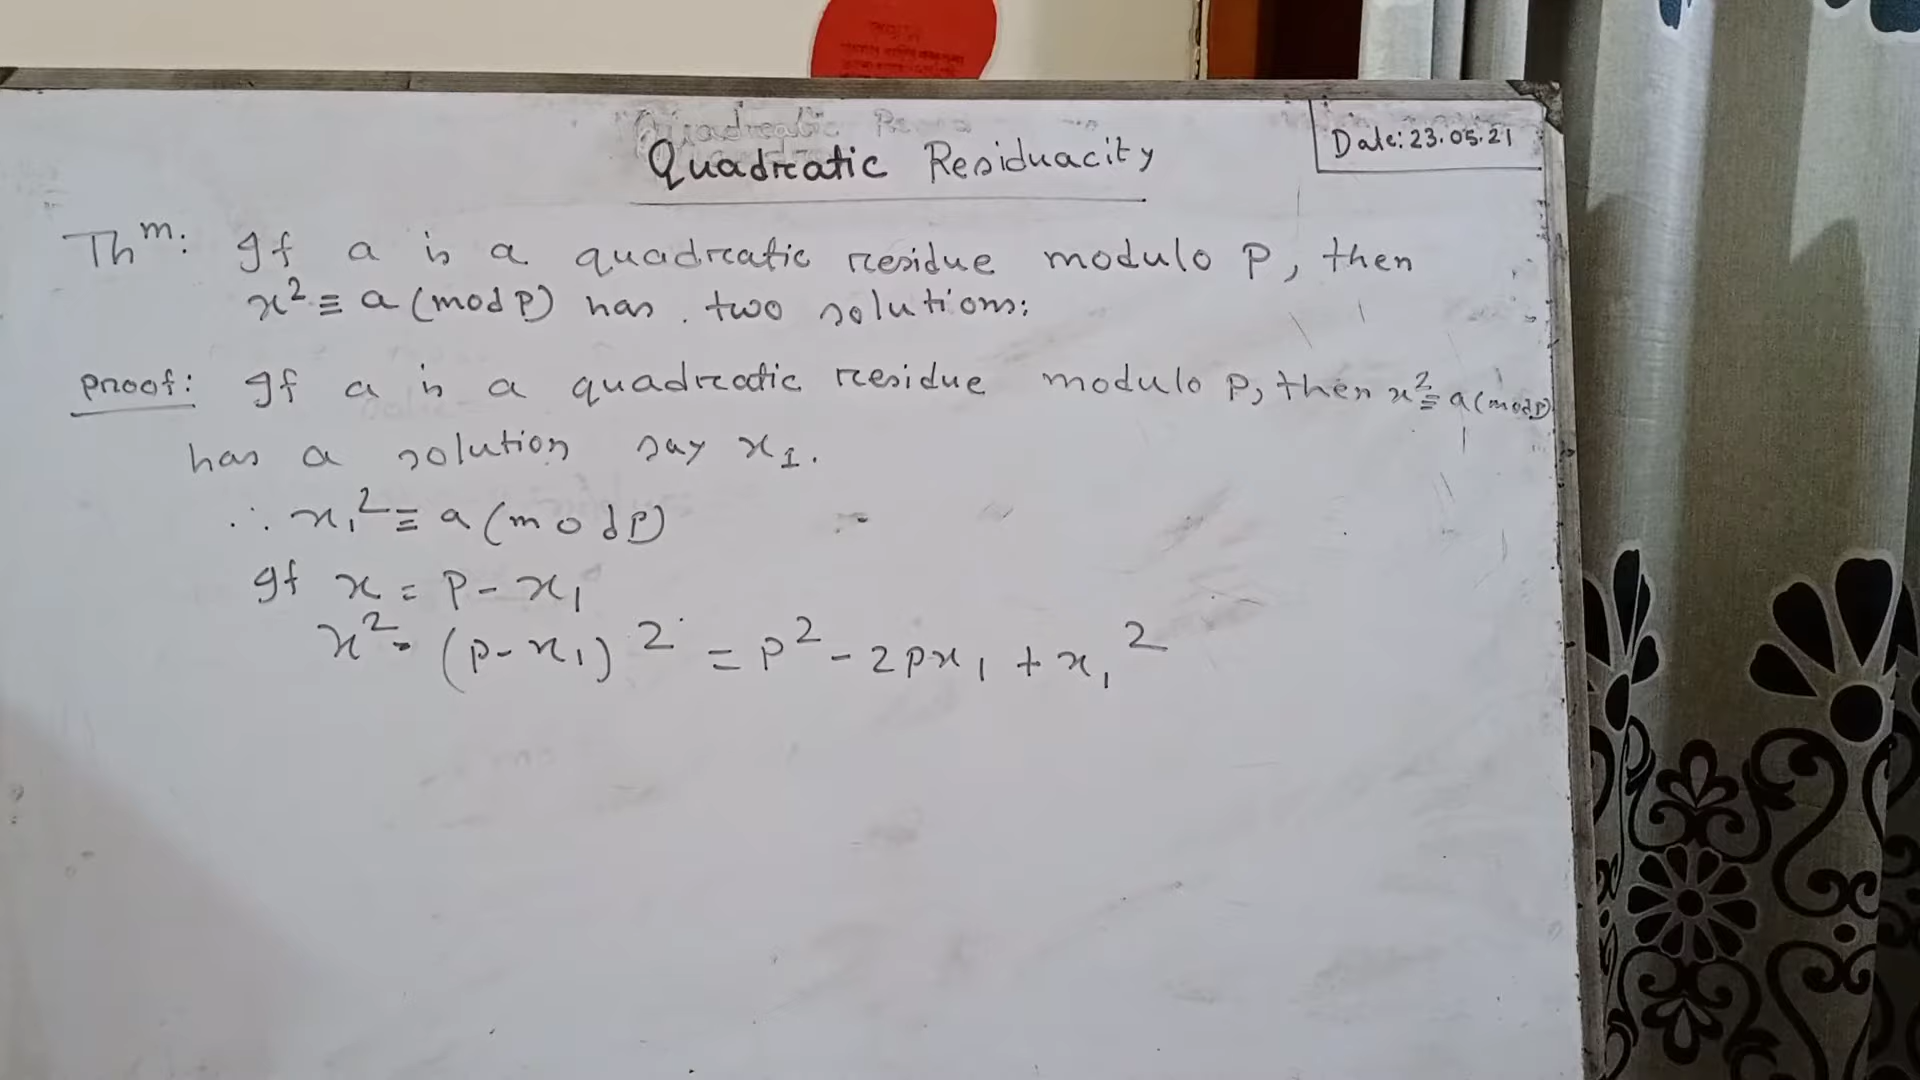 Quadratic Residuacity
Date: 23.05.21
Thm: If a is a quadratic residue modulo P, then
x² ≡ a (mod P) has two solutions:
Proof: If a is a quadratic residue modulo P, then x² ≡ a (mod P)
has a solution say x₁.
∴ x₁² ≡ a (mod P)
If x = P - x₁
x² = (P - x₁)² = P² - 2Px₁ + x₁²